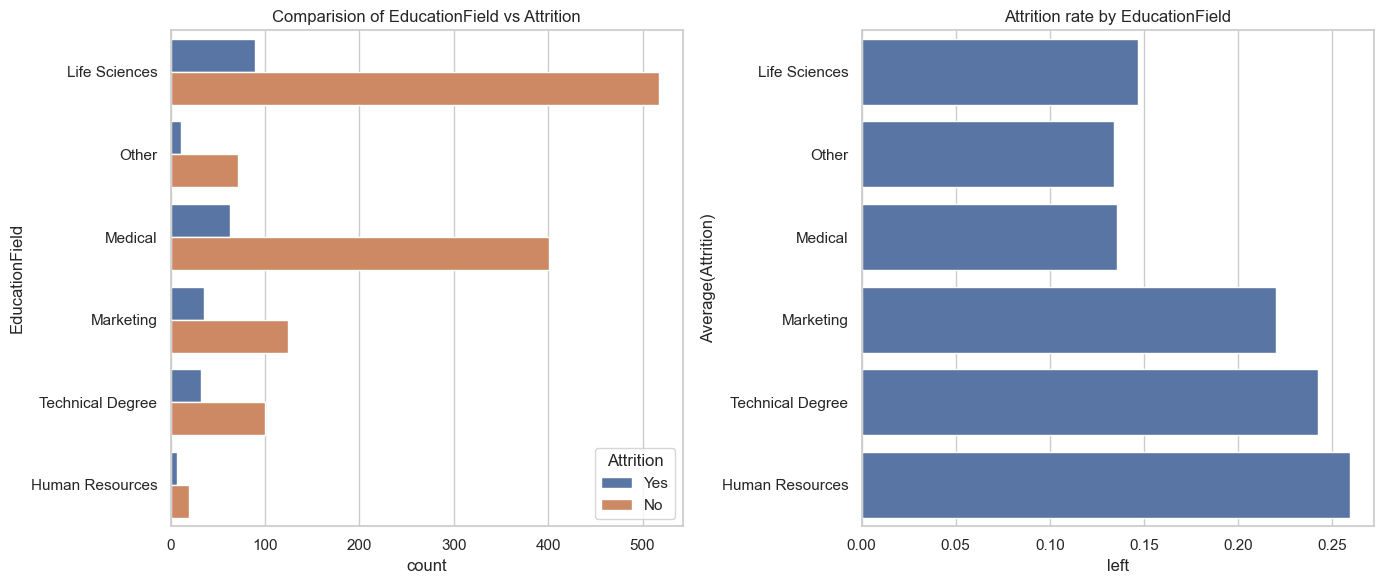 Comparision of EducationField vs Attrition
EducationField
Life Sciences
Other
Medical
Marketing
Technical Degree
Human Resources
0 100 200 300 400 500
count
Attrition
Yes
No
Attrition rate by EducationField
Average(Attrition)
Life Sciences
Other
Medical
Marketing
Technical Degree
Human Resources
0.00 0.05 0.10 0.15 0.20 0.25
left